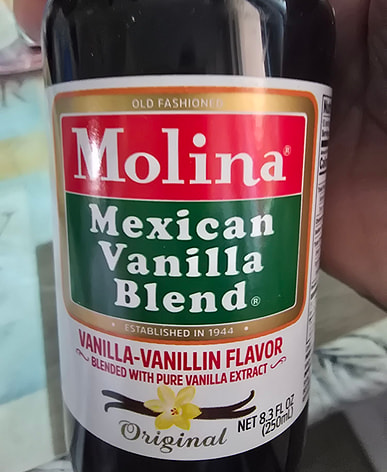 OLD FASHIONED
Molina®
Mexican
Vanilla
Blend®
• ESTABLISHED IN 1944 •
VANILLA-VANILLIN FLAVOR
BLENDED WITH PURE VANILLA EXTRACT
Original
NET 8.3 FL OZ
(250mL)